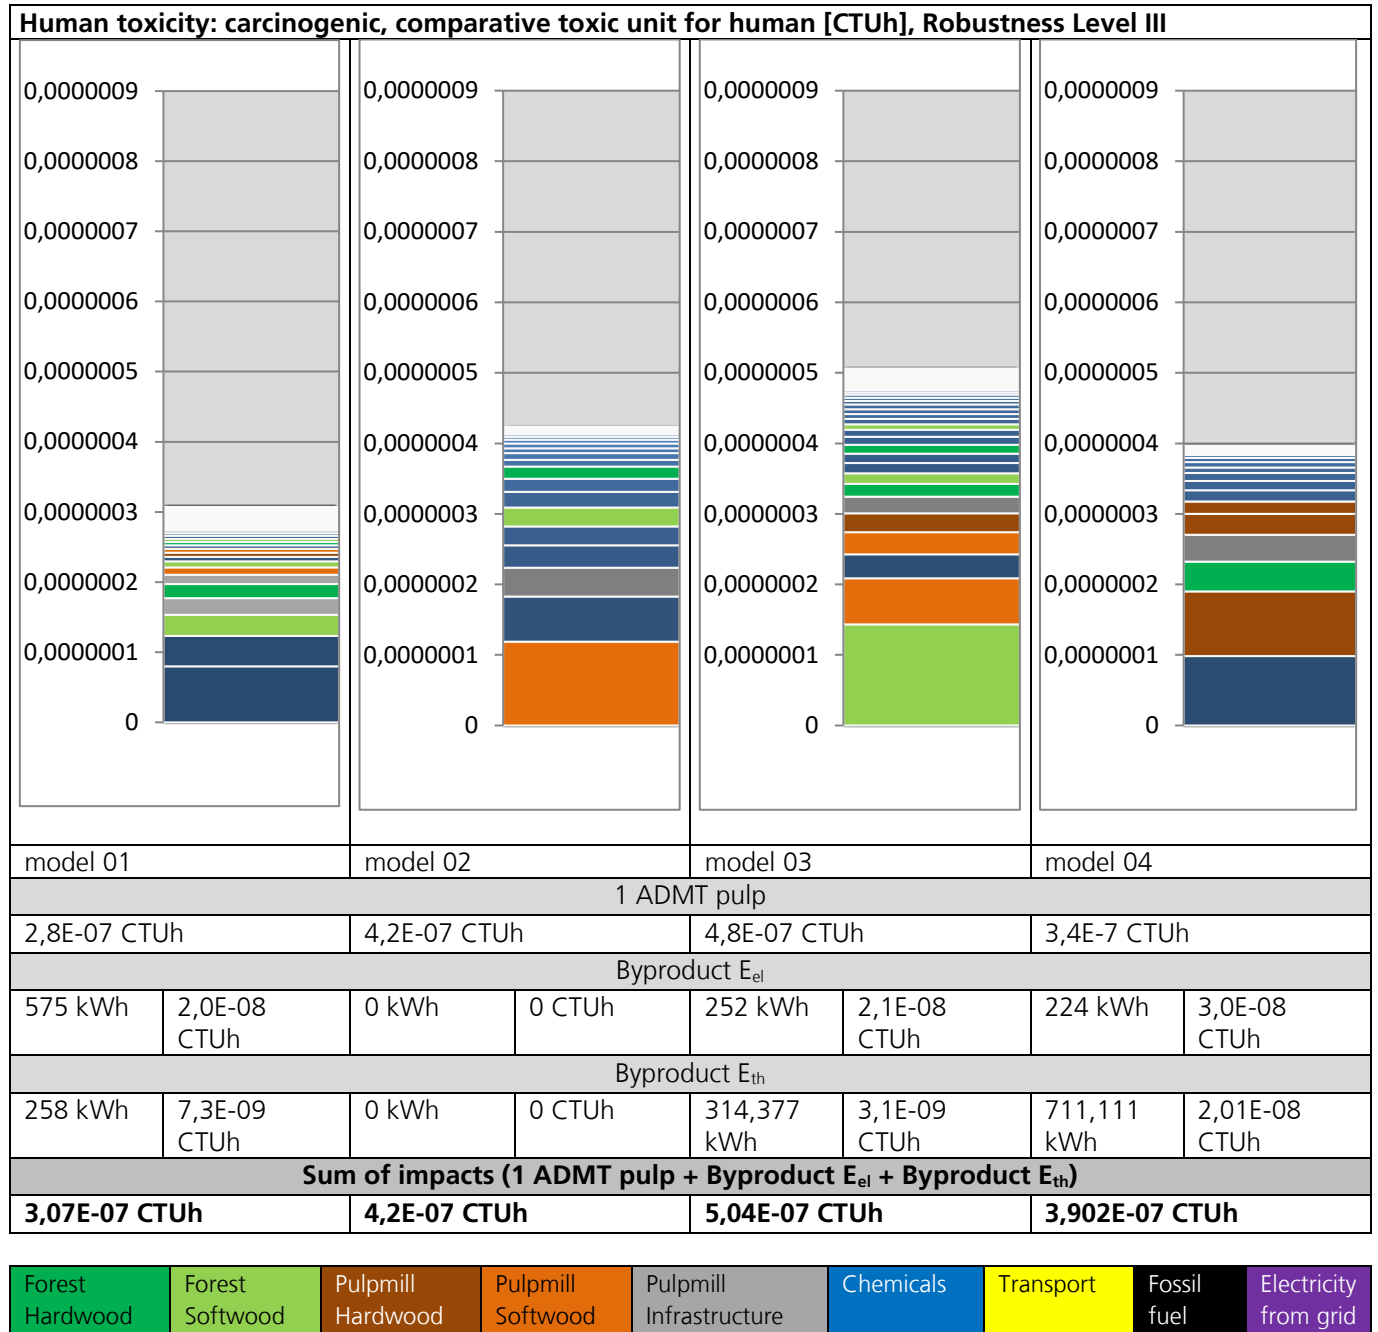 Human toxicity: carcinogenic, comparative toxic unit for human [CTUh], Robustness Level III
0,0000009
0,0000008
0,0000007
0,0000006
0,0000005
0,0000004
0,0000003
0,0000002
0,0000001
0
0,0000009
0,0000008
0,0000007
0,0000006
0,0000005
0,0000004
0,0000003
0,0000002
0,0000001
0
0,0000009
0,0000008
0,0000007
0,0000006
0,0000005
0,0000004
0,0000003
0,0000002
0,0000001
0
0,0000009
0,0000008
0,0000007
0,0000006
0,0000005
0,0000004
0,0000003
0,0000002
0,0000001
0
model 01 model 02 model 03 model 04
1 ADMT pulp
2,8E-07 CTUh 4,2E-07 CTUh 4,8E-07 CTUh 3,4E-7 CTUh
Byproduct Eel
575 kWh 2,0E-08 0 kWh 0 CTUh 252 kWh 2,1E-08 224 kWh 3,0E-08
CTUh CTUh CTUh
Byproduct Eth
258 kWh 7,3E-09 0 kWh 0 CTUh 314,377 3,1E-09 711,111 2,01E-08
CTUh kWh CTUh kWh CTUh
Sum of impacts (1 ADMT pulp + Byproduct Eel + Byproduct Eth)
3,07E-07 CTUh 4,2E-07 CTUh 5,04E-07 CTUh 3,902E-07 CTUh
Forest Forest Pulpmill Pulpmill Pulpmill Chemicals Transport Fossil Electricity
Hardwood Softwood Hardwood Softwood Infrastructure fuel from grid